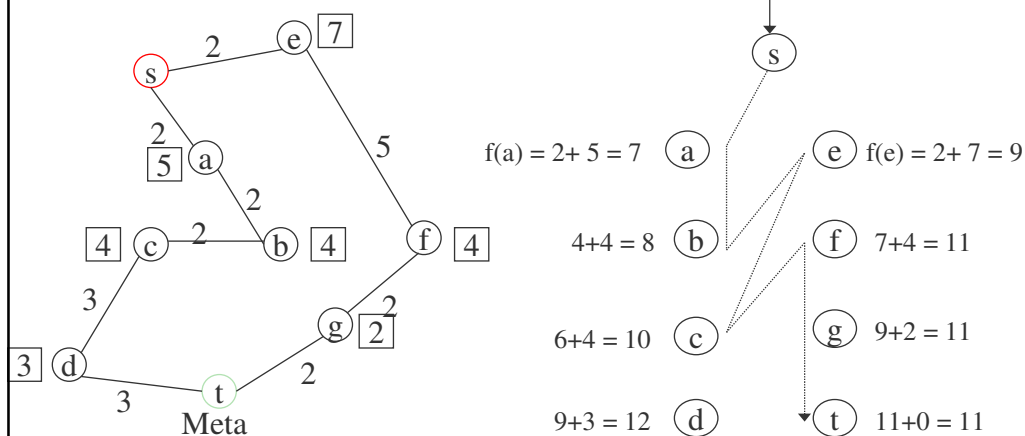 e 7
2
s
s
2
5
a
5
f(a) = 2+ 5 = 7
a
e
f(e) = 2+ 7 = 9
2
4
c
2
b
4
f
4
4+4 = 8
b
f
7+4 = 11
3
2
g
2
6+4 = 10
c
g
9+2 = 11
3
d
2
3
t
Meta
9+3 = 12
d
t
11+0 = 11